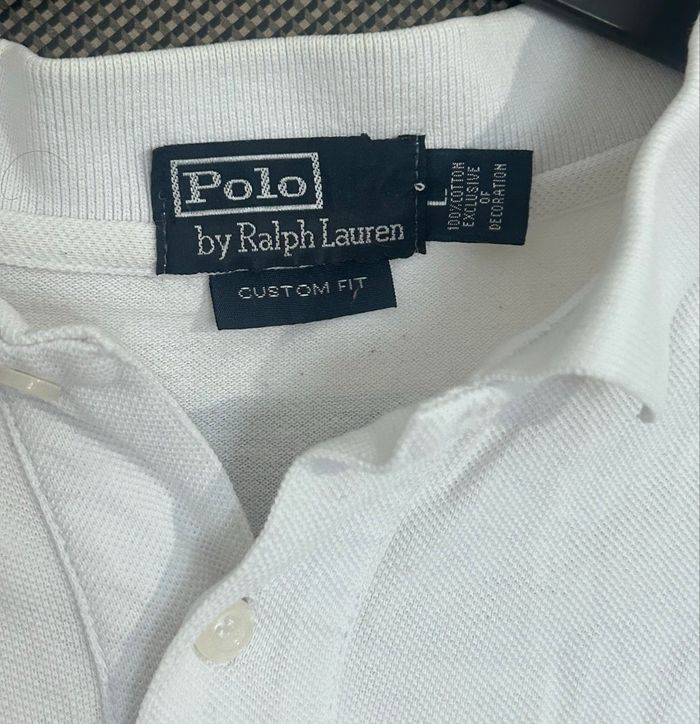 Polo
by Ralph Lauren
CUSTOM FIT
L
100%COTTON
EXCLUSIVE
OF
DECORATION